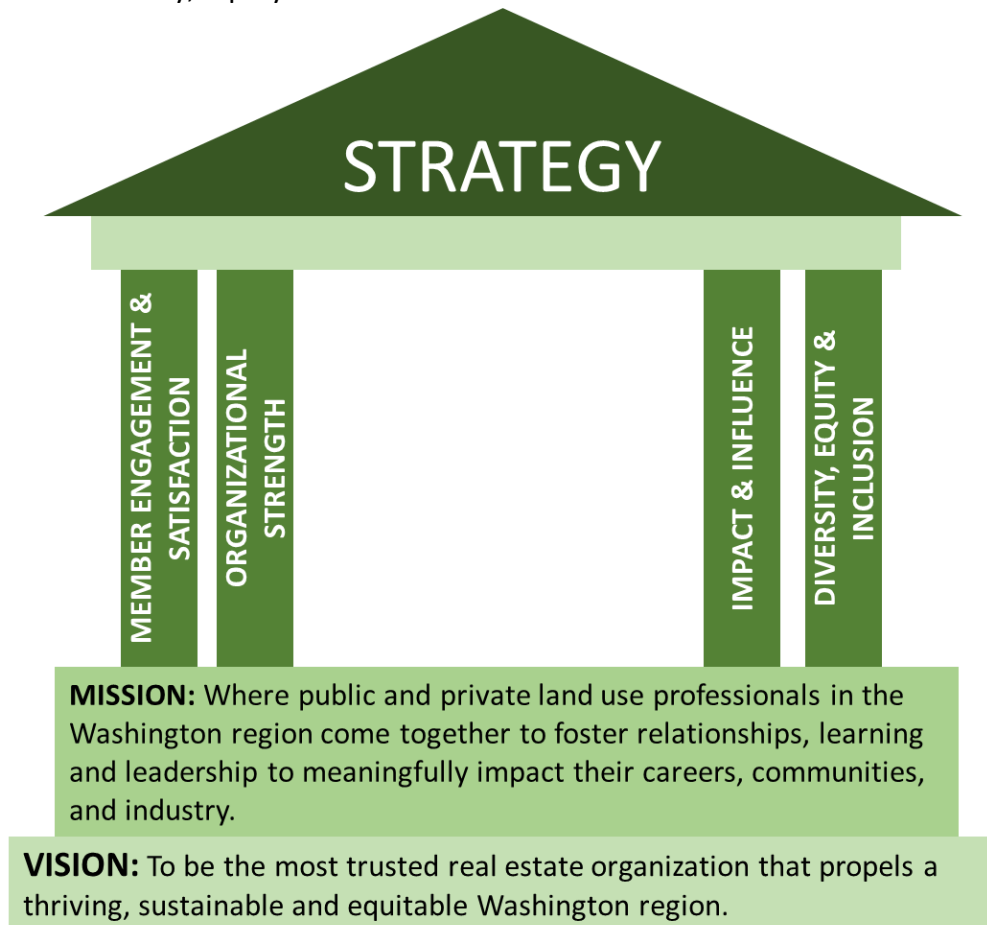 STRATEGY
MEMBER ENGAGEMENT &
SATISFACTION
ORGANIZATIONAL
STRENGTH
IMPACT & INFLUENCE
DIVERSITY, EQUITY &
INCLUSION
MISSION: Where public and private land use professionals in the
Washington region come together to foster relationships, learning
and leadership to meaningfully impact their careers, communities,
and industry.
VISION: To be the most trusted real estate organization that propels a
thriving, sustainable and equitable Washington region.